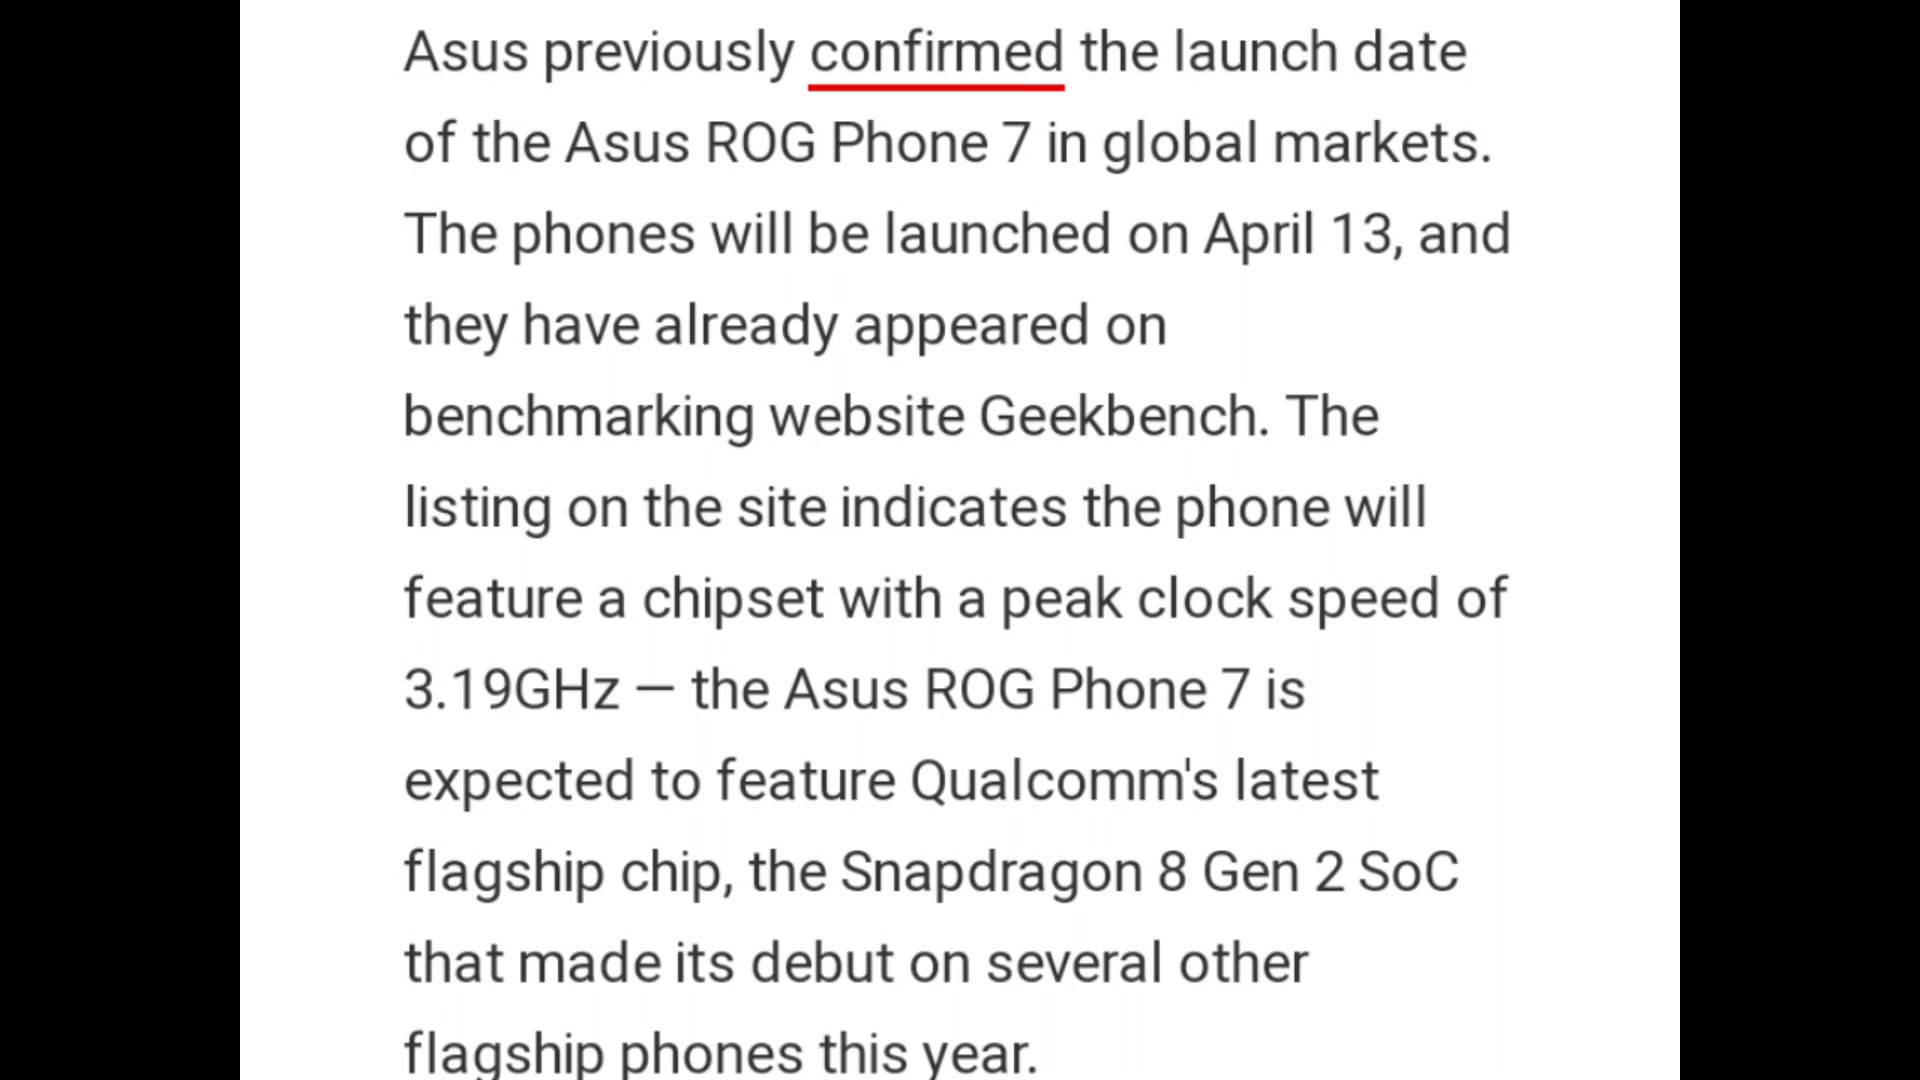 Asus previously confirmed the launch date
of the Asus ROG Phone 7 in global markets.
The phones will be launched on April 13, and
they have already appeared on
benchmarking website Geekbench. The
listing on the site indicates the phone will
feature a chipset with a peak clock speed of
3.19GHz — the Asus ROG Phone 7 is
expected to feature Qualcomm's latest
flagship chip, the Snapdragon 8 Gen 2 SoC
that made its debut on several other
flagship phones this year.